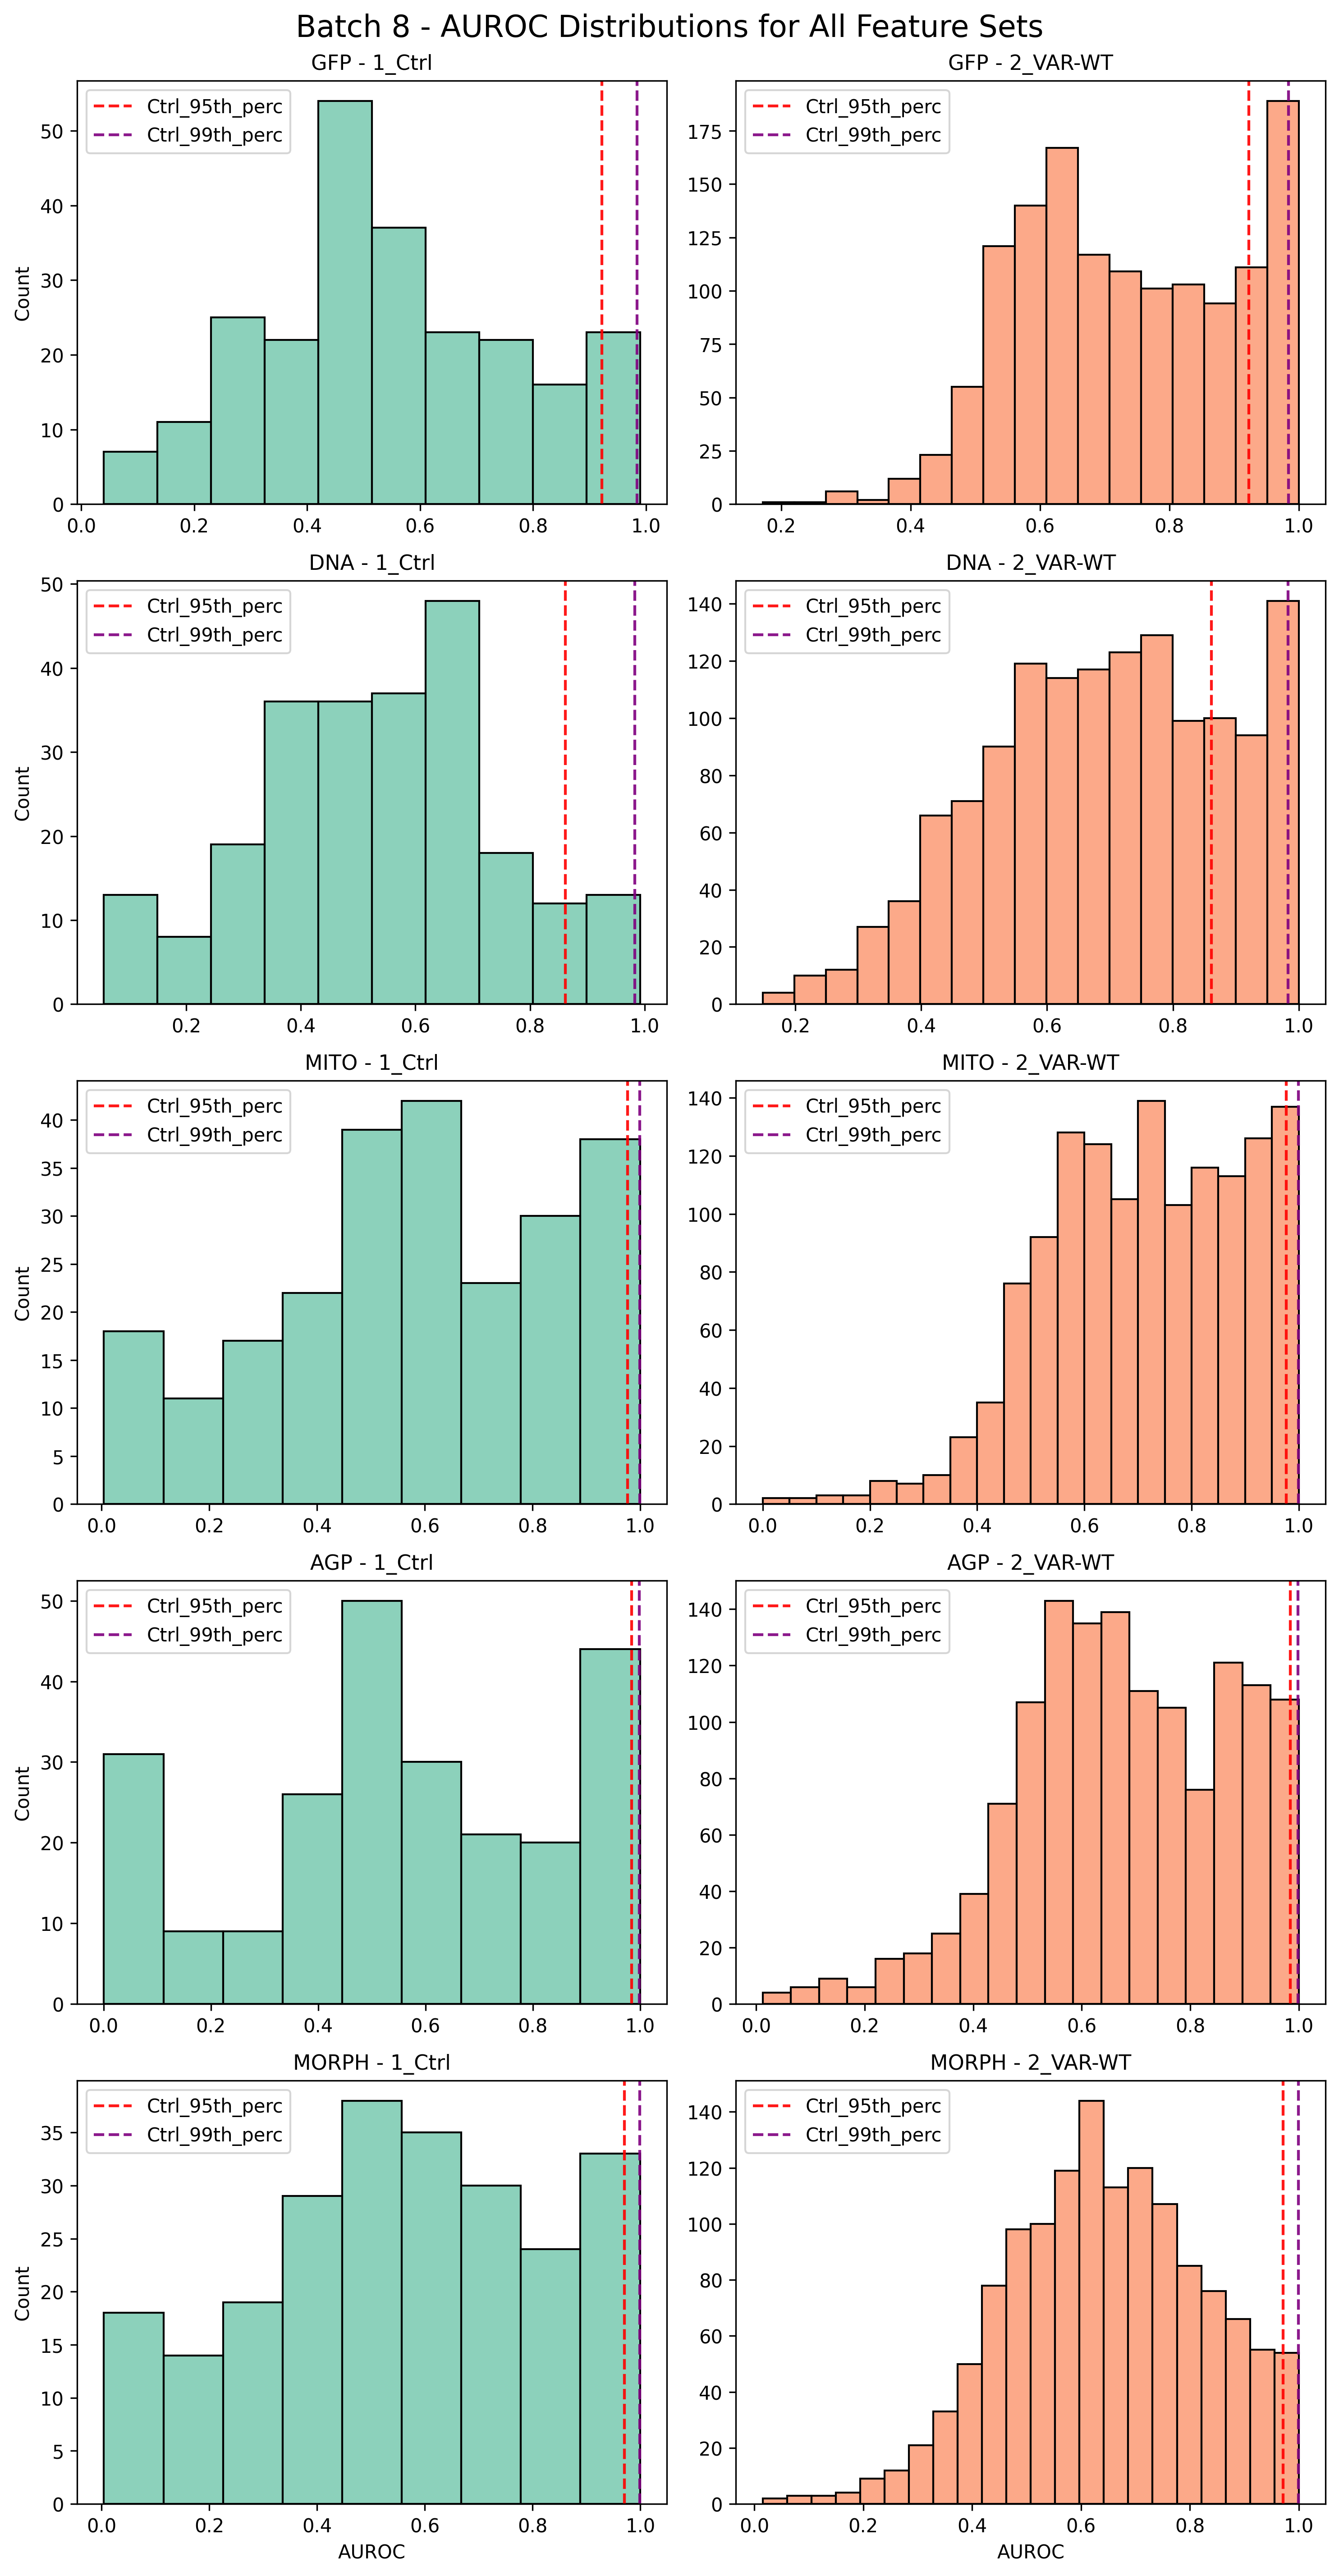 Batch 8 - AUROC Distributions for All Feature Sets
GFP - 1_Ctrl
Ctrl_95th_perc
Ctrl_99th_perc
Count
50
40
30
20
10
0
0.0 0.2 0.4 0.6 0.8 1.0
GFP - 2_VAR-WT
Ctrl_95th_perc
Ctrl_99th_perc
175
150
125
100
75
50
25
0
0.2 0.4 0.6 0.8 1.0
DNA - 1_Ctrl
Ctrl_95th_perc
Ctrl_99th_perc
Count
50
40
30
20
10
0
0.2 0.4 0.6 0.8 1.0
DNA - 2_VAR-WT
Ctrl_95th_perc
Ctrl_99th_perc
140
120
100
80
60
40
20
0
0.2 0.4 0.6 0.8 1.0
MITO - 1_Ctrl
Ctrl_95th_perc
Ctrl_99th_perc
Count
40
35
30
25
20
15
10
5
0
0.0 0.2 0.4 0.6 0.8 1.0
MITO - 2_VAR-WT
Ctrl_95th_perc
Ctrl_99th_perc
140
120
100
80
60
40
20
0
0.0 0.2 0.4 0.6 0.8 1.0
AGP - 1_Ctrl
Ctrl_95th_perc
Ctrl_99th_perc
Count
50
40
30
20
10
0
0.0 0.2 0.4 0.6 0.8 1.0
AGP - 2_VAR-WT
Ctrl_95th_perc
Ctrl_99th_perc
140
120
100
80
60
40
20
0
0.0 0.2 0.4 0.6 0.8 1.0
MORPH - 1_Ctrl
Ctrl_95th_perc
Ctrl_99th_perc
Count
35
30
25
20
15
10
5
0
0.0 0.2 0.4 0.6 0.8 1.0
AUROC
MORPH - 2_VAR-WT
Ctrl_95th_perc
Ctrl_99th_perc
140
120
100
80
60
40
20
0
0.0 0.2 0.4 0.6 0.8 1.0
AUROC